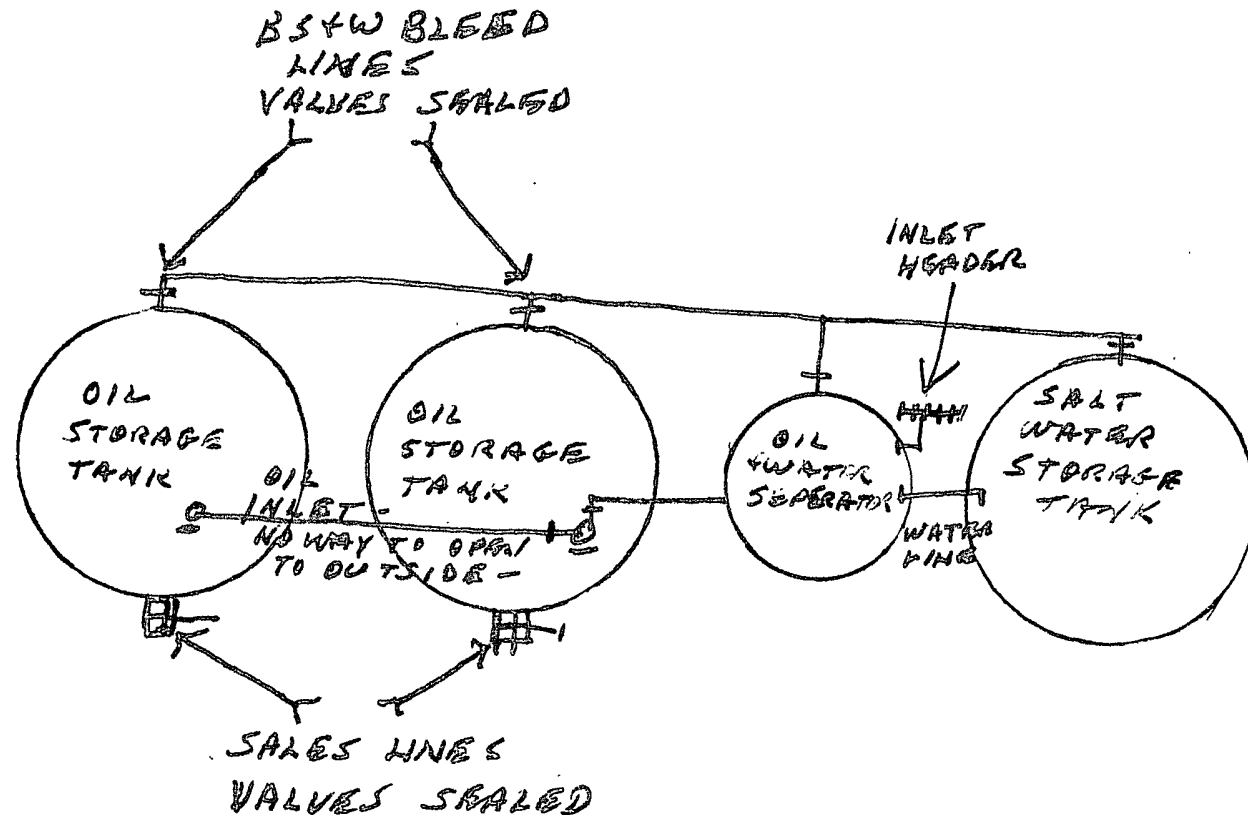 BS+W BLEED
LINES
VALVES SEALED
INLET
HEADER
OIL
STORAGE
TANK
OIL
STORAGE
TANK
OIL
+WATER
SEPERATOR
SALT
WATER
STORAGE
TANK
OIL
INLET-
NO WAY TO OPEN
TO OUTSIDE-
WATER
LINE
SALES LINES
VALVES SEALED